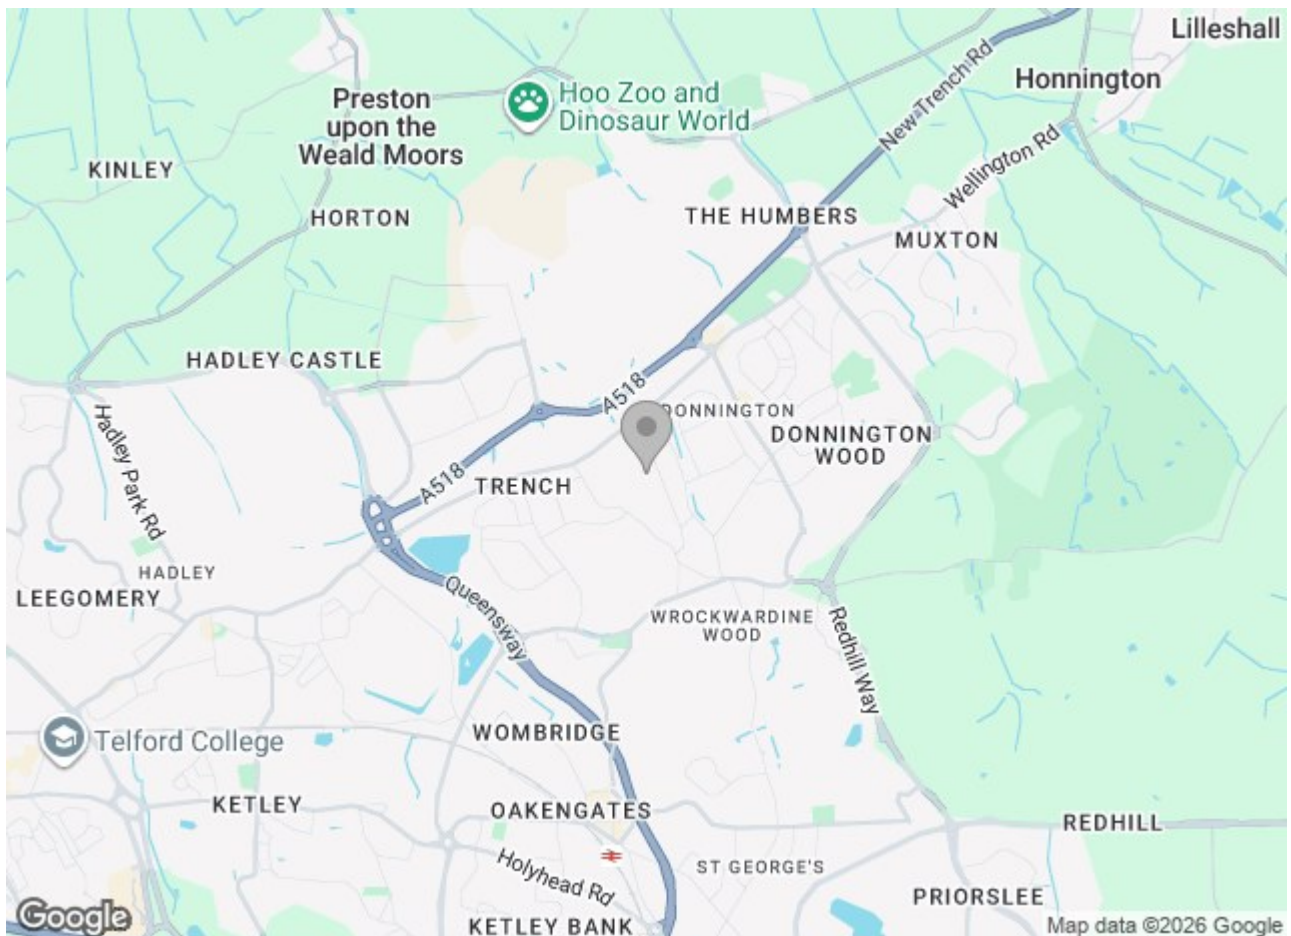 Lilleshall
Honnington
New Trench Rd
Hoo Zoo and
Dinosaur World
Preston
upon the
Weald Moors
Wellington Rd
KINLEY
HORTON
THE HUMBERS
MUXTON
HADLEY CASTLE
A518
DONNINGTON
DONNINGTON
WOOD
Hadley Park Rd
A518
TRENCH
HADLEY
LEEGOMERY
Queensway
WROCKWARDINE
WOOD
Redhill Way
Telford College
WOMBRIDGE
KETLEY
OAKENGATES
REDHILL
Holyhead Rd
ST GEORGE'S
PRIORSLEE
KETLEY BANK
Google
Map data ©2026 Google